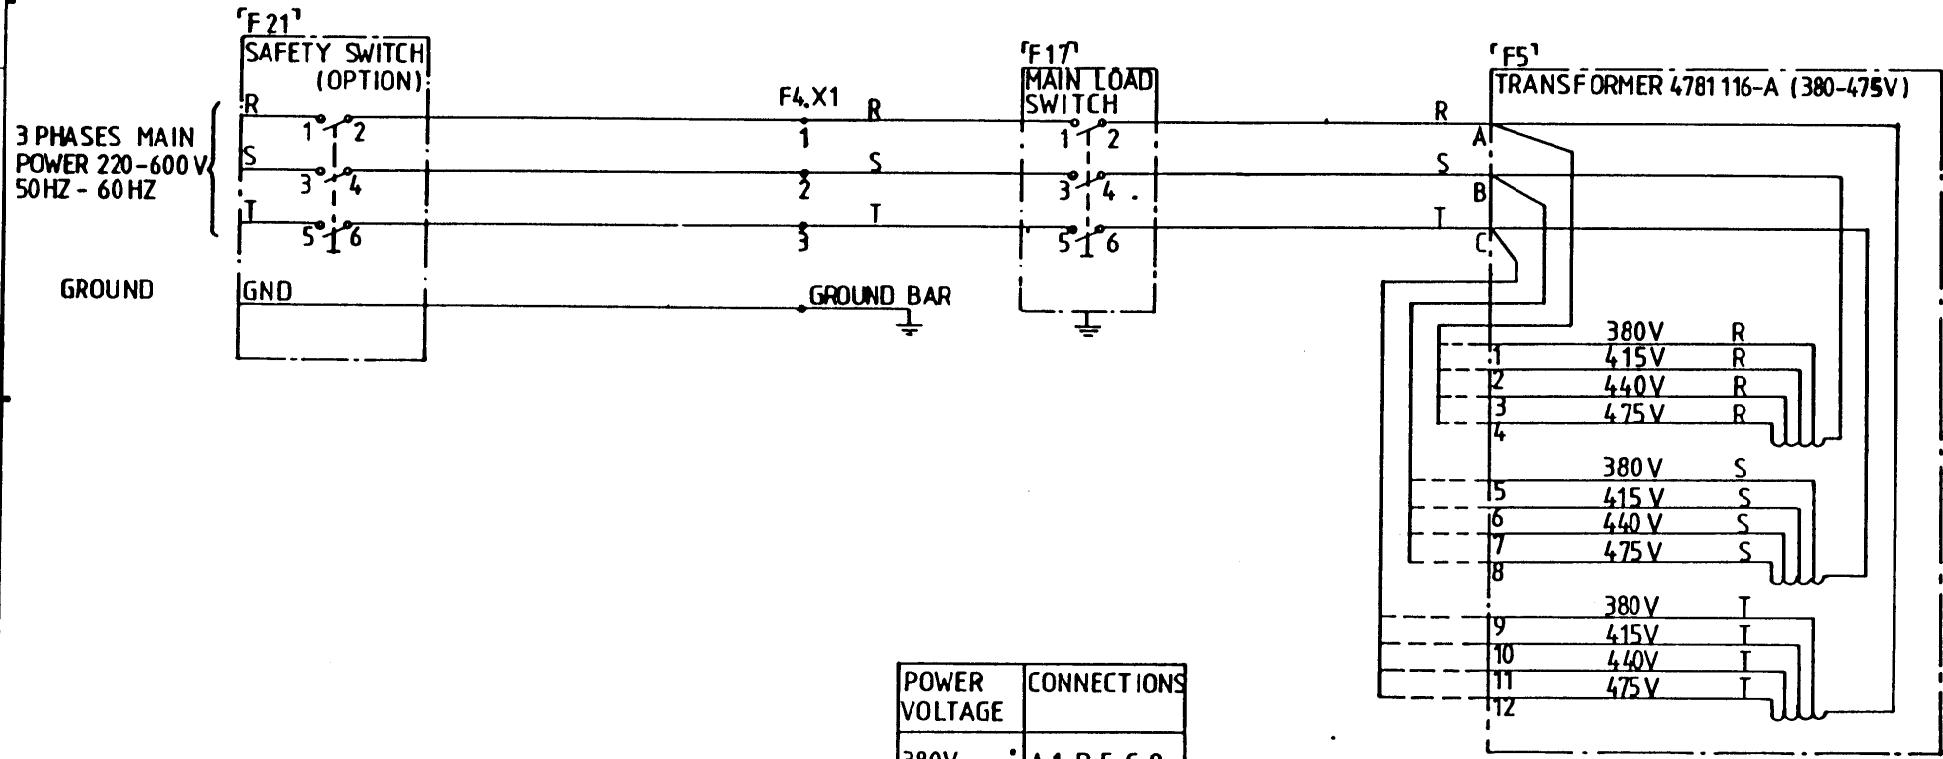 F21
SAFETY SWITCH
(OPTION)
R
1 2
S
3 4
T
5 6
GND
3 PHASES MAIN
POWER 220-600 V
50HZ - 60HZ
GROUND
F4.X1
1
2
3
R
S
T
GROUND BAR
F17
MAIN LOAD
SWITCH
1 2
3 4
5 6
R
S
T
F5
TRANSFORMER 4781 116-A (380-475V)
A
B
C
380V R
1
415V R
2
440V R
3
475V R
4
380V S
5
415V S
6
440V S
7
475V S
8
380V T
9
415V T
10
440V T
11
475V T
12
POWER
VOLTAGE
CONNECTIONS
380V